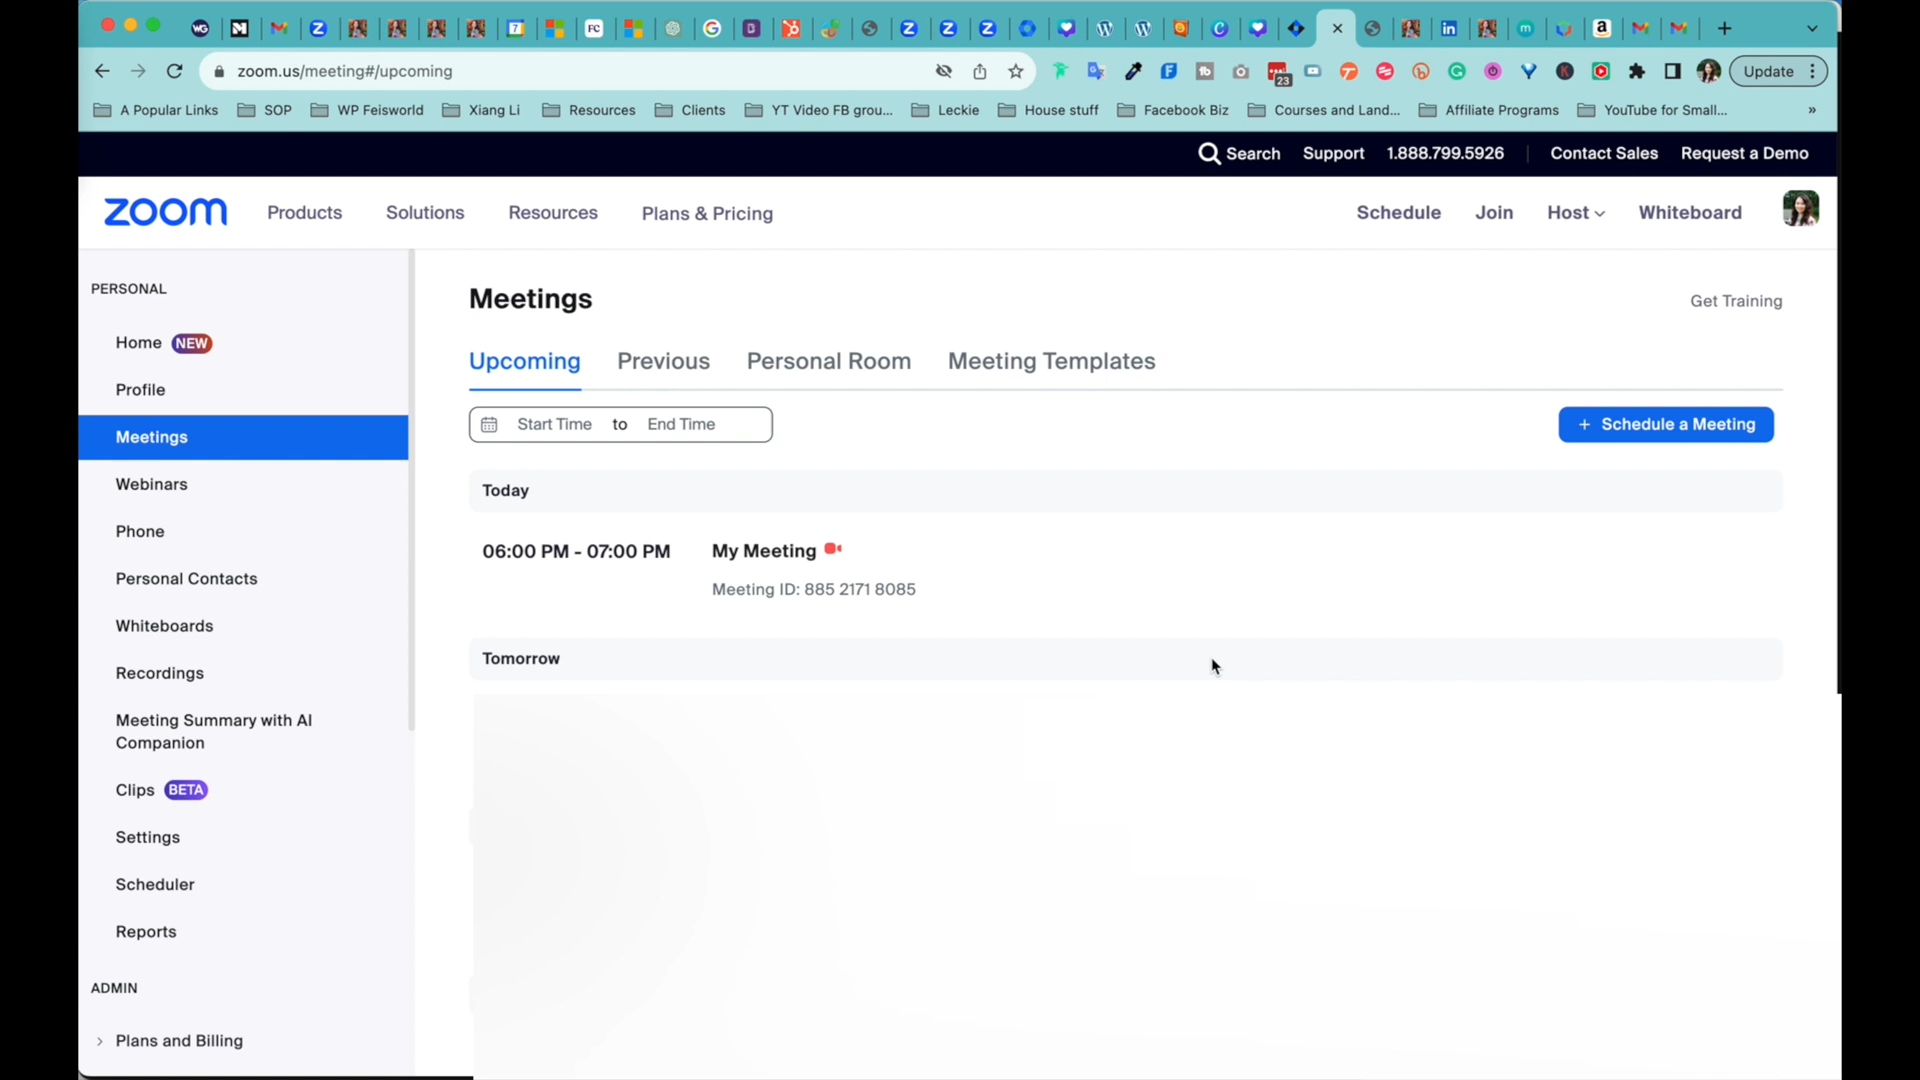 zoom.us/meeting#/upcoming
23
Update
A Popular Links SOP WP Feisworld Xiang Li Resources Clients YT Video FB grou... Leckie House stuff Facebook Biz Courses and Land... Affiliate Programs YouTube for Small... »
Search Support 1.888.799.5926 Contact Sales Request a Demo
zoom Products Solutions Resources Plans & Pricing Schedule Join Host Whiteboard
PERSONAL
Home NEW
Profile
Meetings
Webinars
Phone
Personal Contacts
Whiteboards
Recordings
Meeting Summary with AI
Companion
Clips BETA
Settings
Scheduler
Reports
ADMIN
Plans and Billing
Meetings
Get Training
Upcoming Previous Personal Room Meeting Templates
Start Time to End Time
+ Schedule a Meeting
Today
06:00 PM - 07:00 PM My Meeting
Meeting ID: 885 2171 8085
Tomorrow